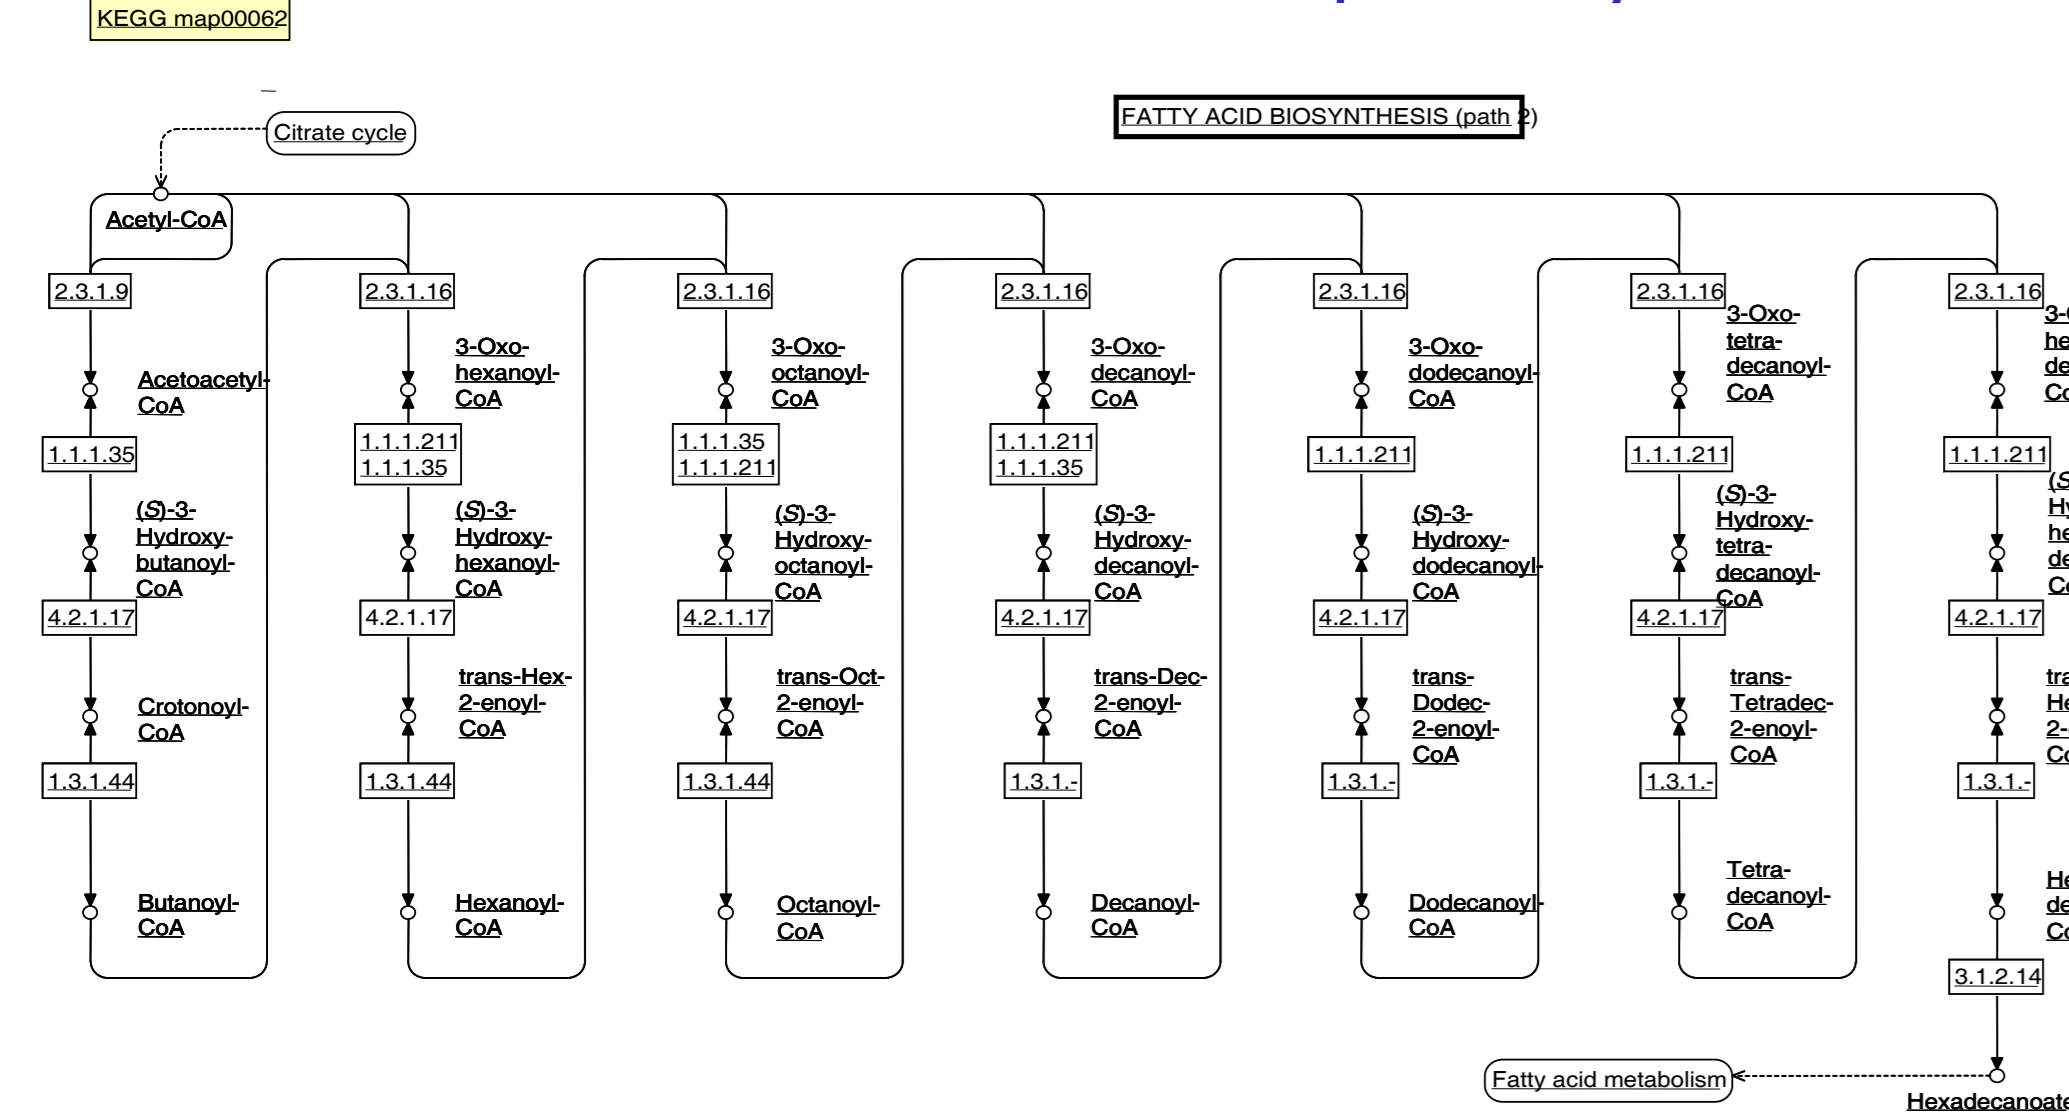 KEGG map00062
Citrate cycle
FATTY ACID BIOSYNTHESIS (path 2)
Acetyl-CoA
2.3.1.9
2.3.1.16
2.3.1.16
2.3.1.16
2.3.1.16
2.3.1.16
2.3.1.16
Acetoacetyl-
CoA
3-Oxo-
hexanoyl-
CoA
3-Oxo-
octanoyl-
CoA
3-Oxo-
decanoyl-
CoA
3-Oxo-
dodecanoyl-
CoA
3-Oxo-
tetra-
decanoyl-
CoA
1.1.1.35
1.1.1.211
1.1.1.35
1.1.1.35
1.1.1.211
1.1.1.211
1.1.1.35
1.1.1.211
1.1.1.211
1.1.1.211
(S)-3-
Hydroxy-
butanoyl-
CoA
(S)-3-
Hydroxy-
hexanoyl-
CoA
(S)-3-
Hydroxy-
octanoyl-
CoA
(S)-3-
Hydroxy-
decanoyl-
CoA
(S)-3-
Hydroxy-
dodecanoyl-
CoA
(S)-3-
Hydroxy-
tetra-
decanoyl-
CoA
4.2.1.17
4.2.1.17
4.2.1.17
4.2.1.17
4.2.1.17
4.2.1.17
4.2.1.17
Crotonoyl-
CoA
trans-Hex-
2-enoyl-
CoA
trans-Oct-
2-enoyl-
CoA
trans-Dec-
2-enoyl-
CoA
trans-
Dodec-
2-enoyl-
CoA
trans-
Tetradec-
2-enoyl-
CoA
1.3.1.44
1.3.1.44
1.3.1.44
1.3.1.-
1.3.1.-
1.3.1.-
1.3.1.-
Butanoyl-
CoA
Hexanoyl-
CoA
Octanoyl-
CoA
Decanoyl-
CoA
Dodecanoyl-
CoA
Tetra-
decanoyl-
CoA
3.1.2.14
Fatty acid metabolism
Hexadecanoate